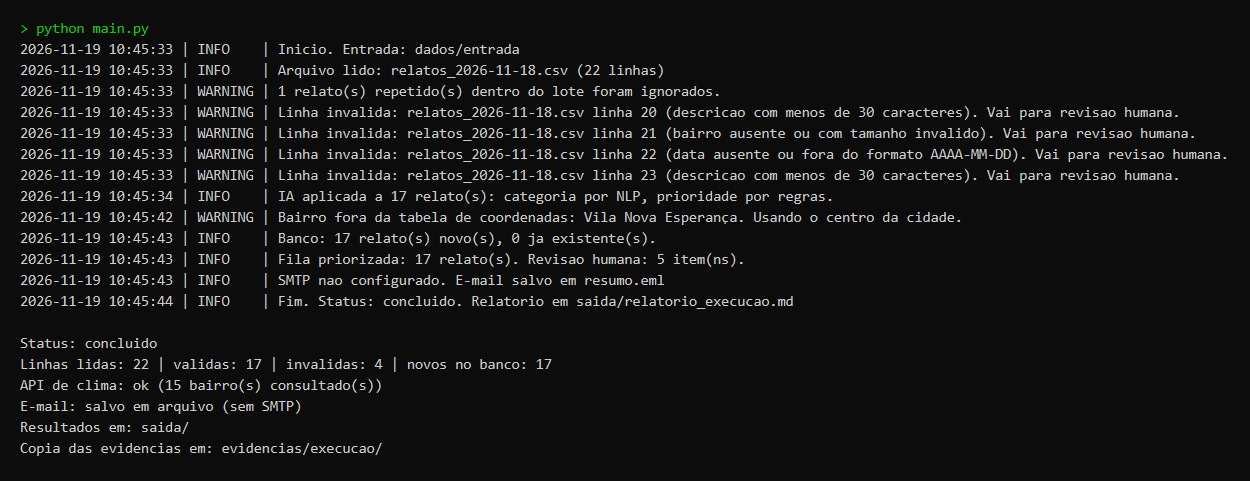 > python main.py
2026-11-19 10:45:33 | INFO    | Inicio. Entrada: dados/entrada
2026-11-19 10:45:33 | INFO    | Arquivo lido: relatos_2026-11-18.csv (22 linhas)
2026-11-19 10:45:33 | WARNING | 1 relato(s) repetido(s) dentro do lote foram ignorados.
2026-11-19 10:45:33 | WARNING | Linha invalida: relatos_2026-11-18.csv linha 20 (descricao com menos de 30 caracteres). Vai para revisao humana.
2026-11-19 10:45:33 | WARNING | Linha invalida: relatos_2026-11-18.csv linha 21 (bairro ausente ou com tamanho invalido). Vai para revisao humana.
2026-11-19 10:45:33 | WARNING | Linha invalida: relatos_2026-11-18.csv linha 22 (data ausente ou fora do formato AAAA-MM-DD). Vai para revisao humana.
2026-11-19 10:45:33 | WARNING | Linha invalida: relatos_2026-11-18.csv linha 23 (descricao com menos de 30 caracteres). Vai para revisao humana.
2026-11-19 10:45:34 | INFO    | IA aplicada a 17 relato(s): categoria por NLP, prioridade por regras.
2026-11-19 10:45:42 | WARNING | Bairro fora da tabela de coordenadas: Vila Nova Esperança. Usando o centro da cidade.
2026-11-19 10:45:43 | INFO    | Banco: 17 relato(s) novo(s), 0 ja existente(s).
2026-11-19 10:45:43 | INFO    | Fila priorizada: 17 relato(s). Revisao humana: 5 item(ns).
2026-11-19 10:45:43 | INFO    | SMTP nao configurado. E-mail salvo em resumo.eml
2026-11-19 10:45:44 | INFO    | Fim. Status: concluido. Relatorio em saida/relatorio_execucao.md
Status: concluido
Linhas lidas: 22 | validas: 17 | invalidas: 4 | novos no banco: 17
API de clima: ok (15 bairro(s) consultado(s))
E-mail: salvo em arquivo (sem SMTP)
Resultados em: saida/
Copia das evidencias em: evidencias/execucao/